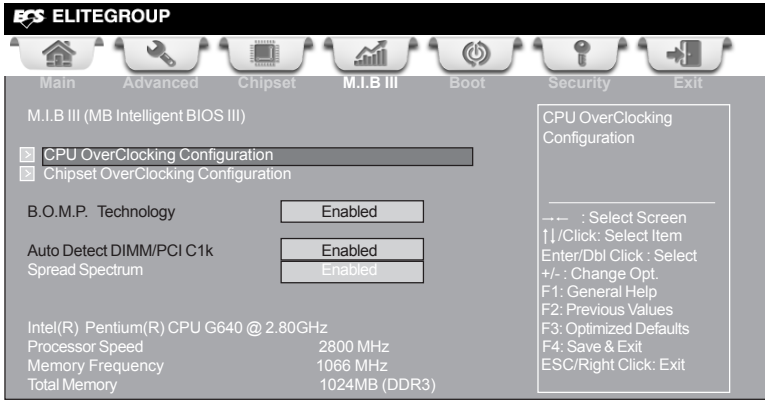 ECS ELITEGROUP
Main Advanced Chipset M.I.B III Boot Security Exit
M.I.B III (MB Intelligent BIOS III)
> CPU OverClocking Configuration
> Chipset OverClocking Configuration
B.O.M.P. Technology Enabled
Auto Detect DIMM/PCI C1k Enabled
Spread Spectrum Enabled
Intel(R) Pentium(R) CPU G640 @ 2.80GHz
Processor Speed 2800 MHz
Memory Frequency 1066 MHz
Total Memory 1024MB (DDR3)
CPU OverClocking
Configuration
→← : Select Screen
↑↓/Click: Select Item
Enter/Dbl Click : Select
+/- : Change Opt.
F1: General Help
F2: Previous Values
F3: Optimized Defaults
F4: Save & Exit
ESC/Right Click: Exit